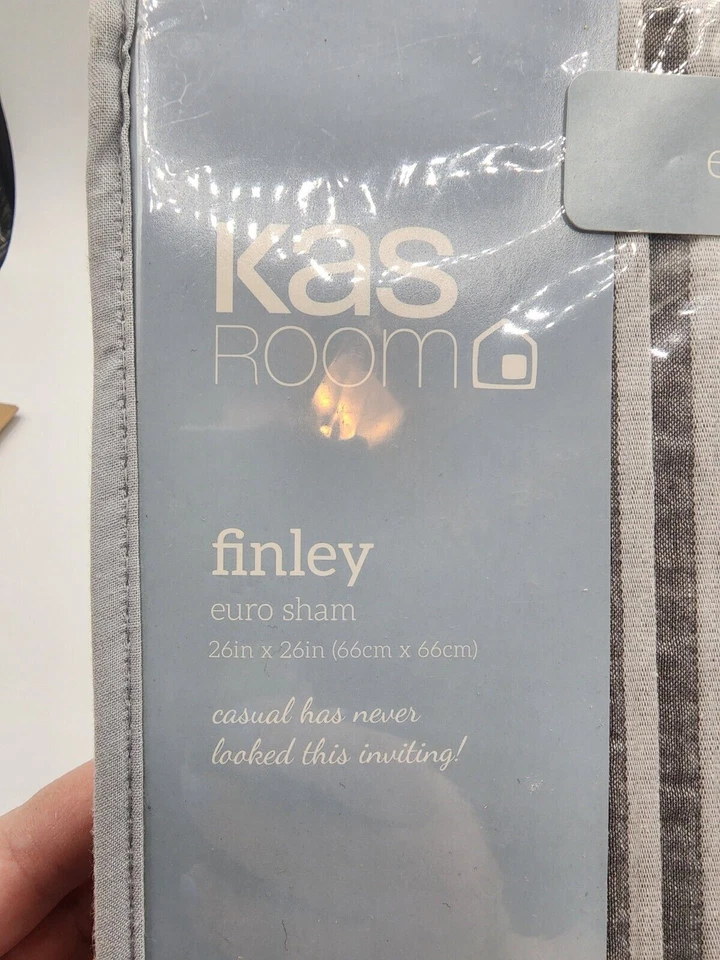 kas
ROOM
finley
euro sham
26in x 26in (66cm x 66cm)
casual has never
looked this inviting!
e